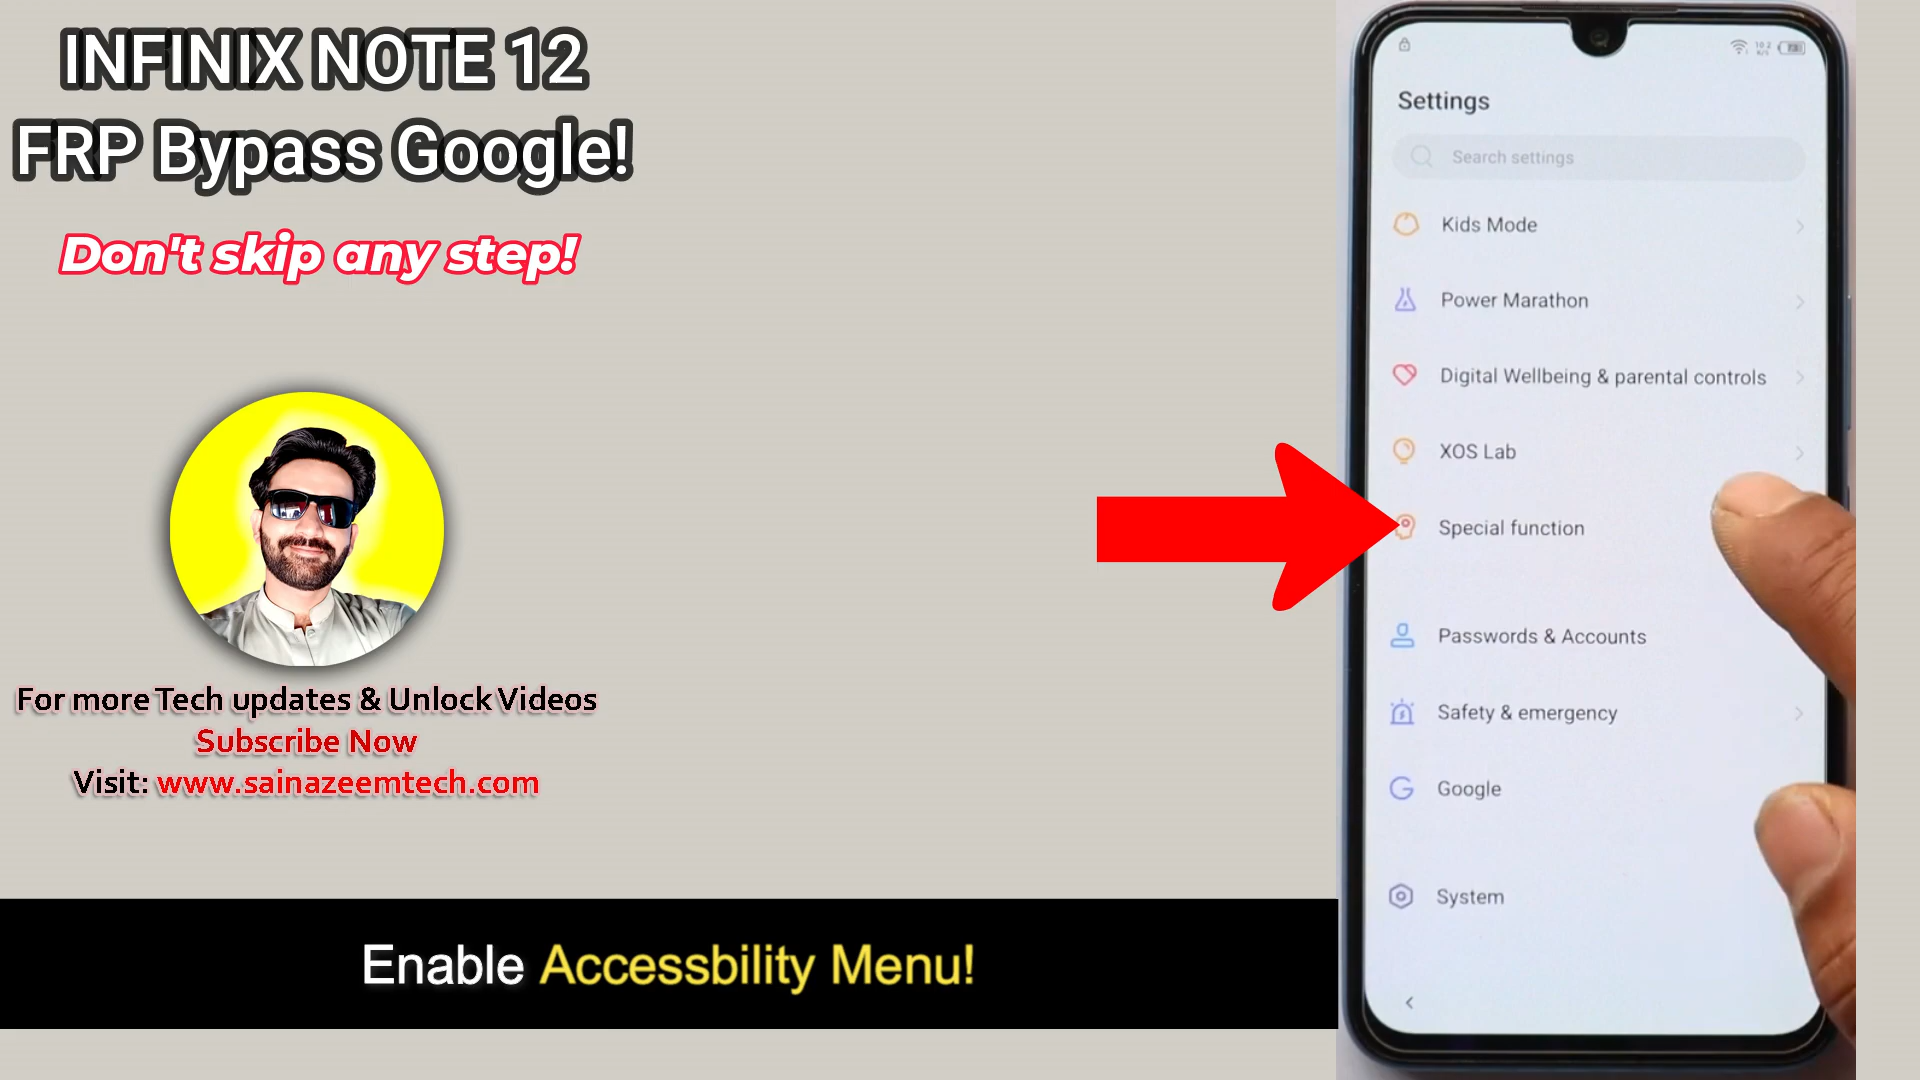 INFINIX NOTE 12
FRP Bypass Google!
Don't skip any step!
For more Tech updates & Unlock Videos
Subscribe Now
Visit: www.sainazeemtech.com
Enable Accessbility Menu!
Settings
Search settings
Kids Mode
Power Marathon
Digital Wellbeing & parental controls
XOS Lab
Special function
Passwords & Accounts
Safety & emergency
Google
System